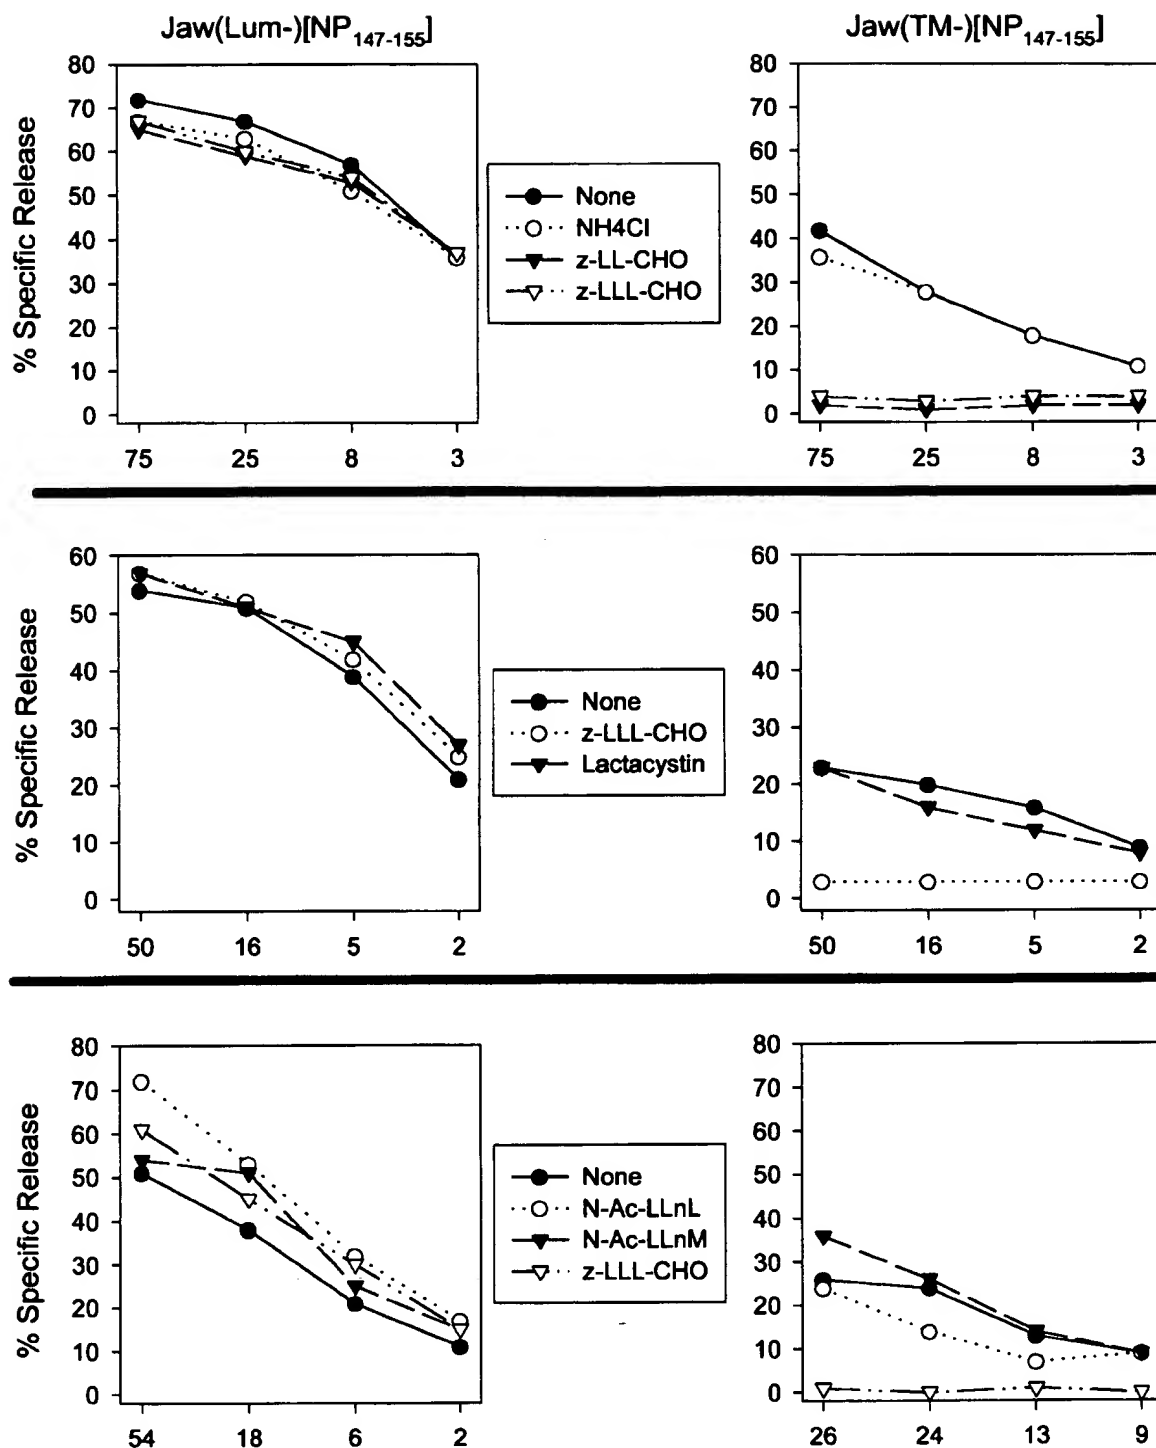 Jaw(Lum-)[NP147-155]
Jaw(TM-)[NP147-155]
% Specific Release
80
70
60
50
40
30
20
10
0
75 25 8 3
None
NH4Cl
z-LL-CHO
z-LLL-CHO
80
70
60
50
40
30
20
10
0
75 25 8 3
% Specific Release
60
50
40
30
20
10
0
50 16 5 2
None
z-LLL-CHO
Lactacystin
60
50
40
30
20
10
0
50 16 5 2
% Specific Release
80
70
60
50
40
30
20
10
0
54 18 6 2
None
N-Ac-LLnL
N-Ac-LLnM
z-LLL-CHO
80
70
60
50
40
30
20
10
0
26 24 13 9